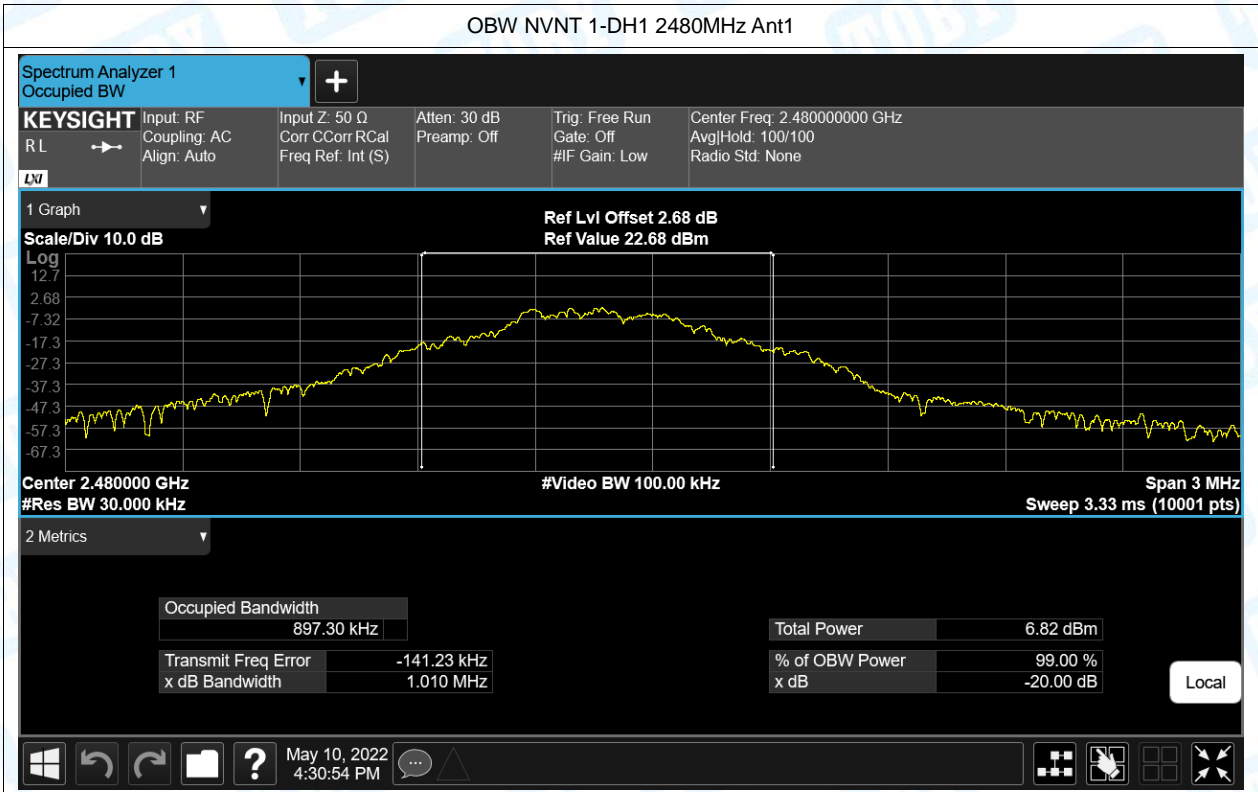 OBW NVNT 1-DH1 2480MHz Ant1
Spectrum Analyzer 1
Occupied BW
KEYSIGHT
R L
LXI
Input: RF
Coupling: AC
Align: Auto
Input Z: 50 Ω
Corr CCorr RCal
Freq Ref: Int (S)
Atten: 30 dB
Preamp: Off
Trig: Free Run
Gate: Off
#IF Gain: Low
Center Freq: 2.480000000 GHz
Avg|Hold: 100/100
Radio Std: None
1 Graph
Scale/Div 10.0 dB
Ref Lvl Offset 2.68 dB
Ref Value 22.68 dBm
Log
12.7
2.68
-7.32
-17.3
-27.3
-37.3
-47.3
-57.3
-67.3
Center 2.480000 GHz
#Res BW 30.000 kHz
#Video BW 100.00 kHz
Span 3 MHz
Sweep 3.33 ms (10001 pts)
2 Metrics
Occupied Bandwidth
897.30 kHz
Transmit Freq Error -141.23 kHz
x dB Bandwidth 1.010 MHz
Total Power 6.82 dBm
% of OBW Power 99.00 %
x dB -20.00 dB
Local
May 10, 2022
4:30:54 PM